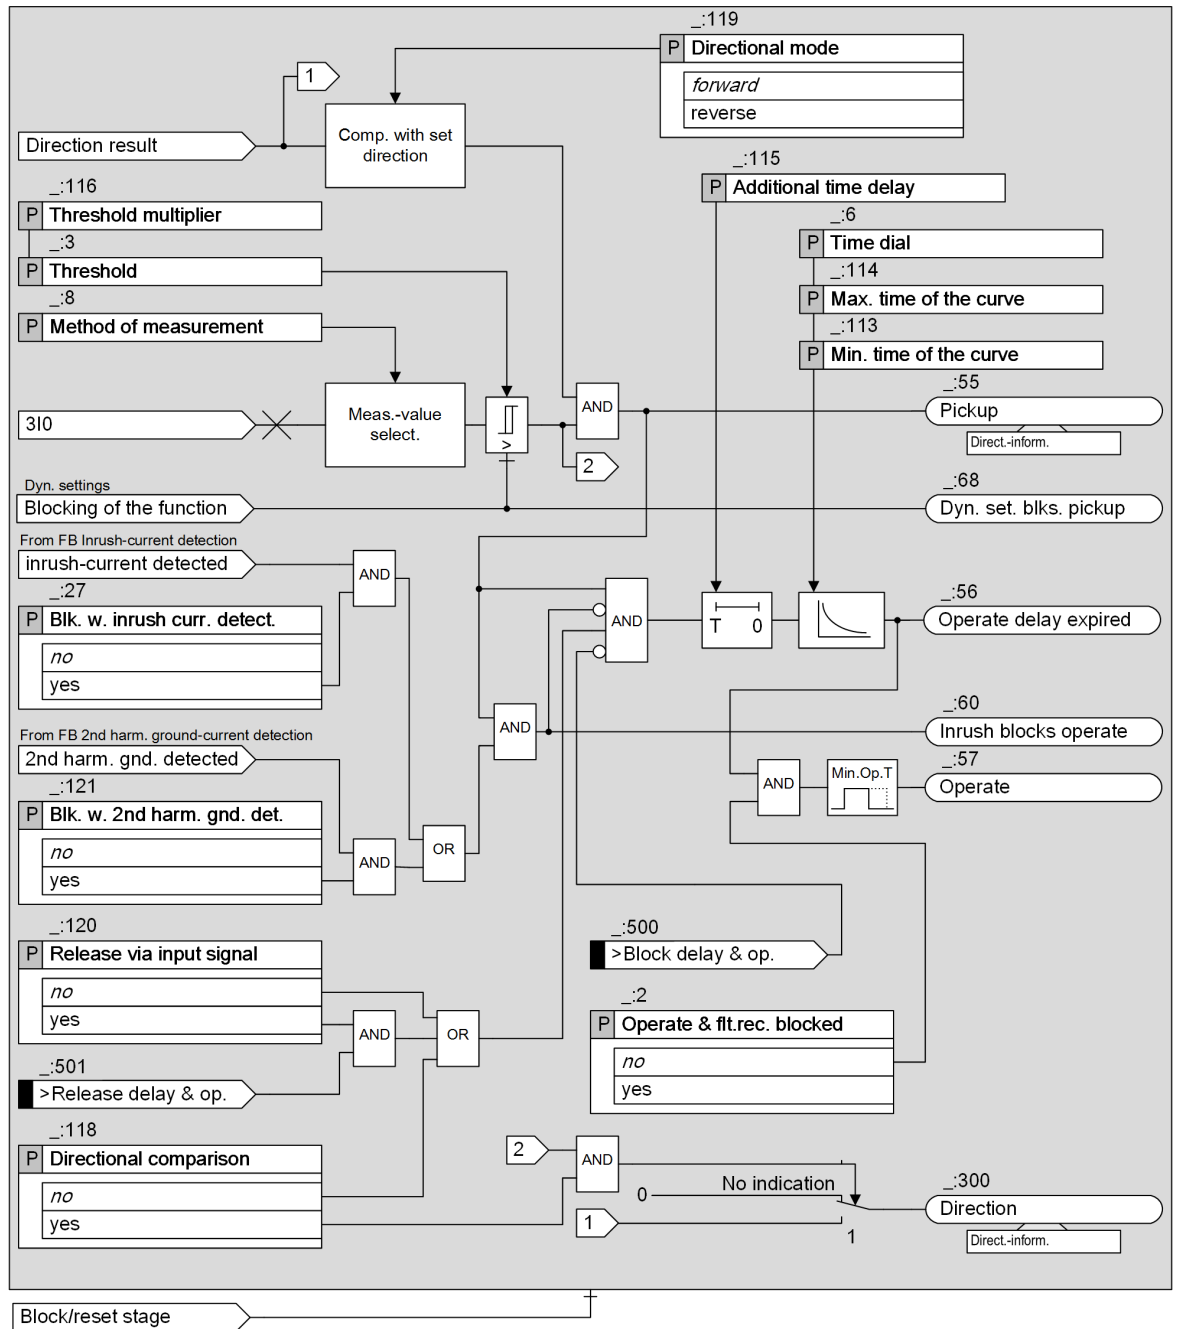 _:119
P Directional mode
forward
reverse
1
Direction result
Comp. with set
direction
_:115
P Additional time delay
_:116
P Threshold multiplier
_:6
P Time dial
_:3
P Threshold
_:114
P Max. time of the curve
_:8
P Method of measurement
_:113
P Min. time of the curve
_:55
Pickup
Direct.-inform.
3I0
Meas.-value
select.
>
AND
2
Dyn. settings
Blocking of the function
_:68
Dyn. set. blks. pickup
From FB Inrush-current detection
inrush-current detected
AND
_:27
P Blk. w. inrush curr. detect.
no
yes
AND
T 0
_:56
Operate delay expired
AND
_:60
Inrush blocks operate
From FB 2nd harm. ground-current detection
2nd harm. gnd. detected
_:57
Operate
AND
Min.Op.T
_:121
P Blk. w. 2nd harm. gnd. det.
no
yes
AND
OR
_:120
P Release via input signal
no
yes
AND
OR
_:500
>Block delay & op.
_:2
P Operate & flt.rec. blocked
no
yes
_:501
>Release delay & op.
_:118
P Directional comparison
no
yes
2
AND
No indication
0
1
1
_:300
Direction
Direct.-inform.
Block/reset stage